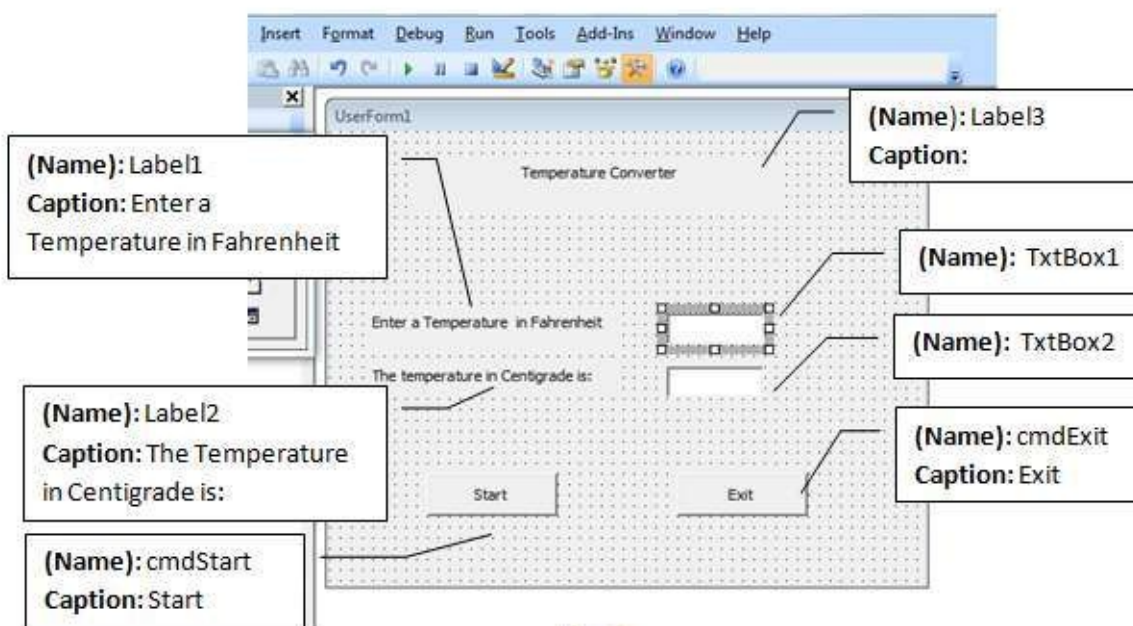 Insert Format Debug Run Tools Add-Ins Window Help
UserForm1
(Name): Label3
Caption:
(Name): Label1
Caption: Enter a
Temperature in Fahrenheit
Temperature Converter
(Name): TxtBox1
Enter a Temperature in Fahrenheit
(Name): TxtBox2
The temperature in Centigrade is:
(Name): Label2
Caption: The Temperature
in Centigrade is:
(Name): cmdExit
Caption: Exit
Start
Exit
(Name): cmdStart
Caption: Start